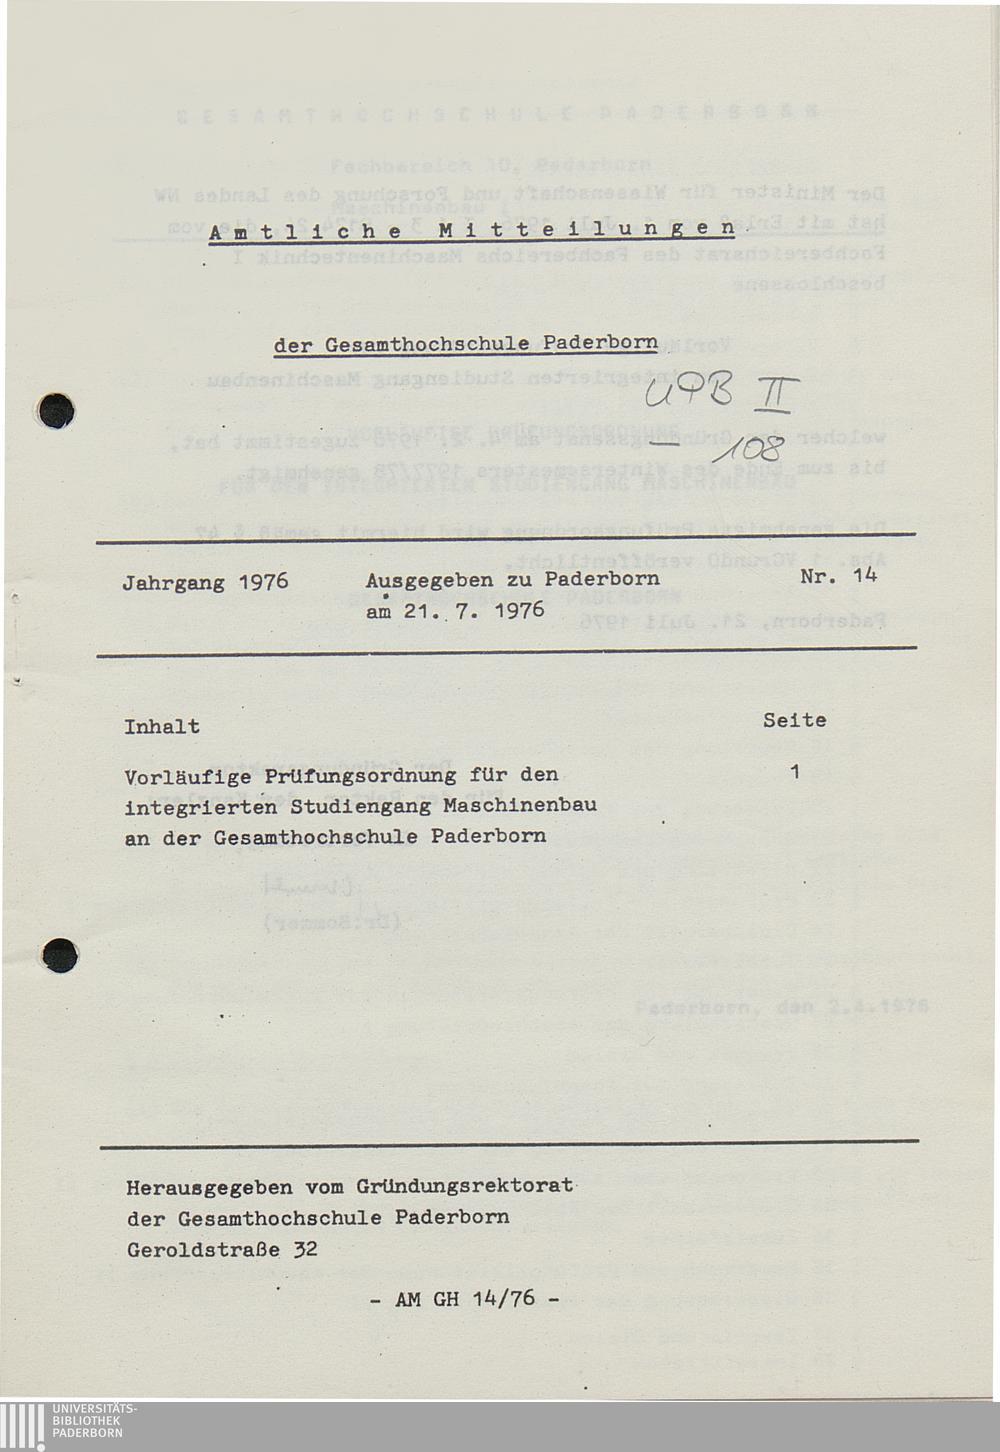 Amtliche Mitteilungen
der Gesamthochschule Paderborn
UPB II
- 108
Jahrgang 1976 Ausgegeben zu Paderborn Nr. 14
am 21. 7. 1976
Inhalt Seite
Vorläufige Prüfungsordnung für den 1
integrierten Studiengang Maschinenbau
an der Gesamthochschule Paderborn
Herausgegeben vom Gründungsrektorat
der Gesamthochschule Paderborn
Geroldstraße 32
- AM GH 14/76 -
UNIVERSITÄTS-
BIBLIOTHEK
PADERBORN